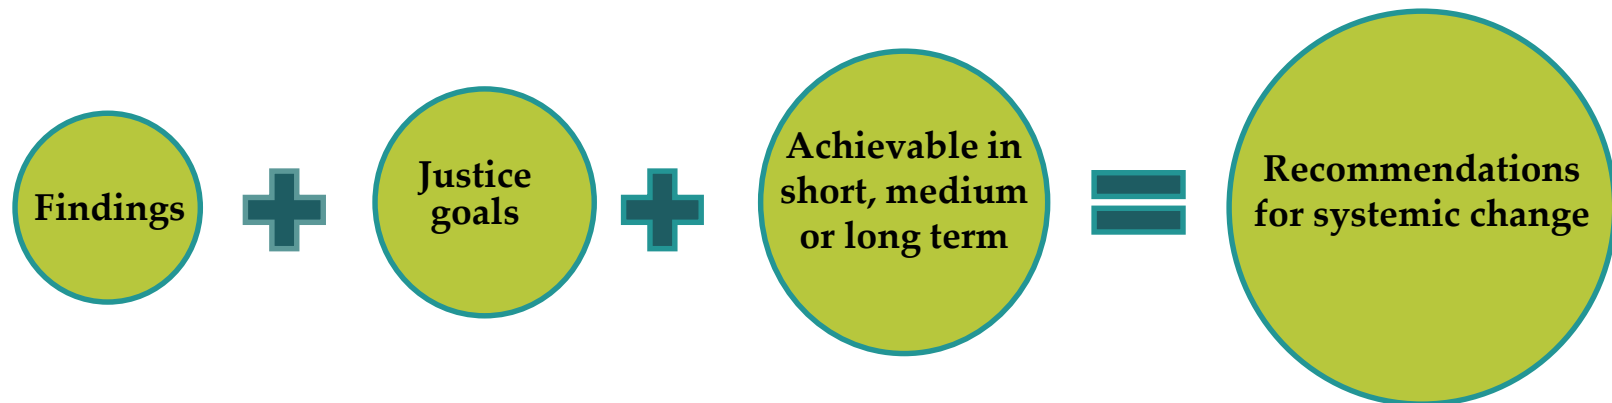 Findings
Justice
goals
Achievable in
short, medium
or long term
Recommendations
for systemic change